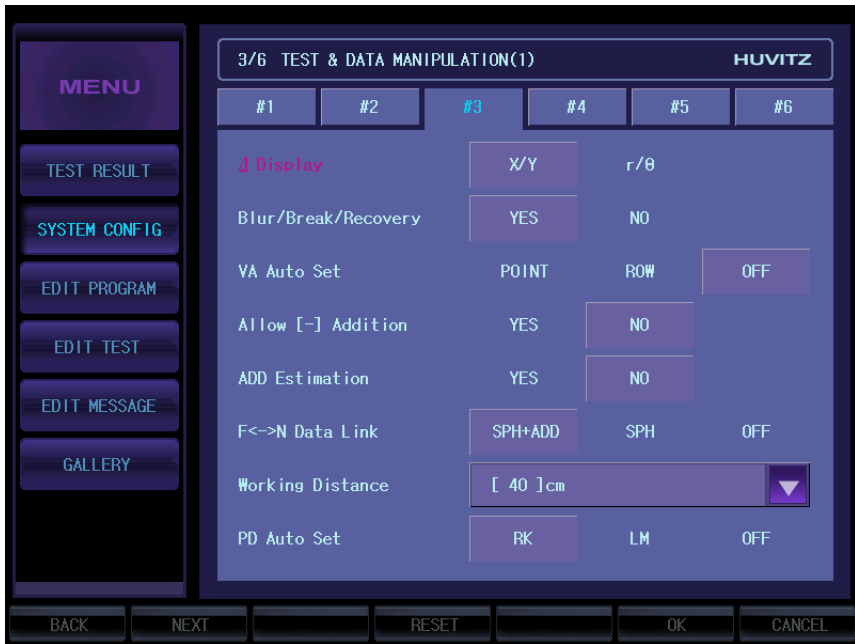 MENU
TEST RESULT
SYSTEM CONFIG
EDIT PROGRAM
EDIT TEST
EDIT MESSAGE
GALLERY
3/6 TEST & DATA MANIPULATION(1) HUVITZ
#1 #2 #3 #4 #5 #6
⊿ Display X/Y r/θ
Blur/Break/Recovery YES NO
VA Auto Set POINT ROW OFF
Allow [-] Addition YES NO
ADD Estimation YES NO
F<->N Data Link SPH+ADD SPH OFF
Working Distance [ 40 ]cm
PD Auto Set RK LM OFF
BACK NEXT RESET OK CANCEL